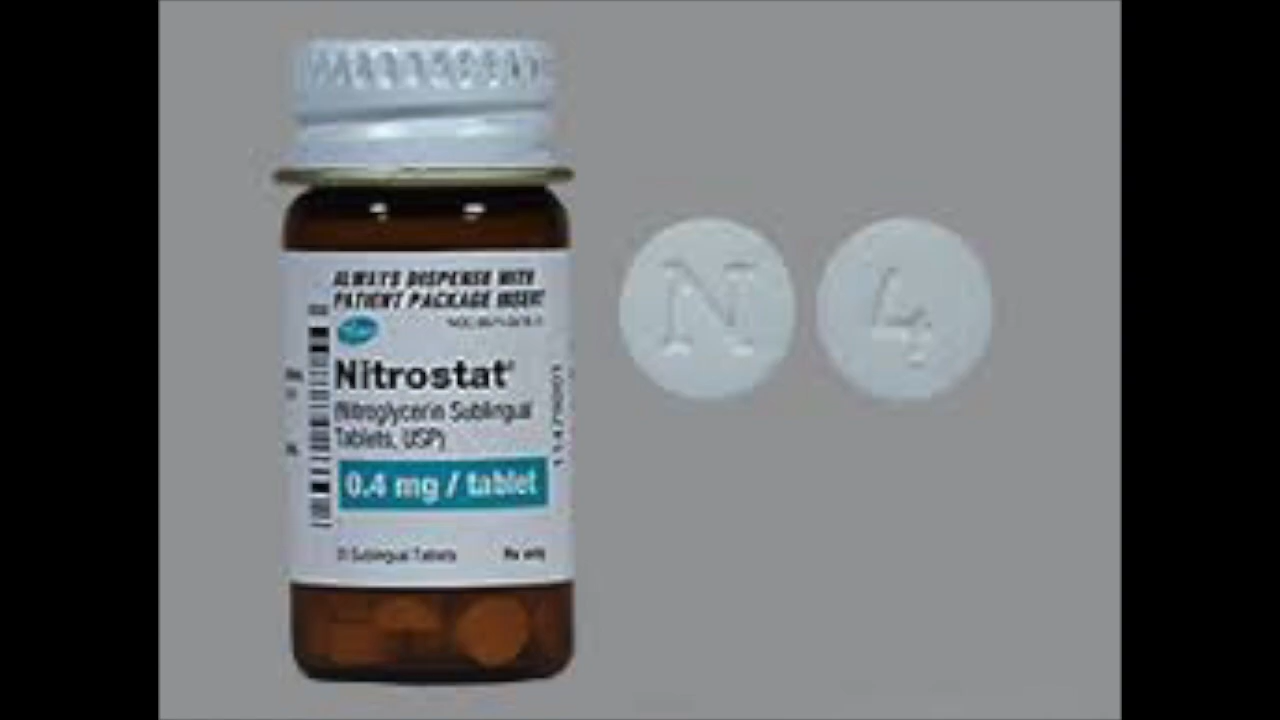 ALWAYS DISPENSE WITH
PATIENT PACKAGE INSERT
Pfizer
Nitrostat®
(Nitroglycerin Sublingual
Tablets, USP)
0.4 mg / tablet
Sublingual Tablets
Rx only
N
4